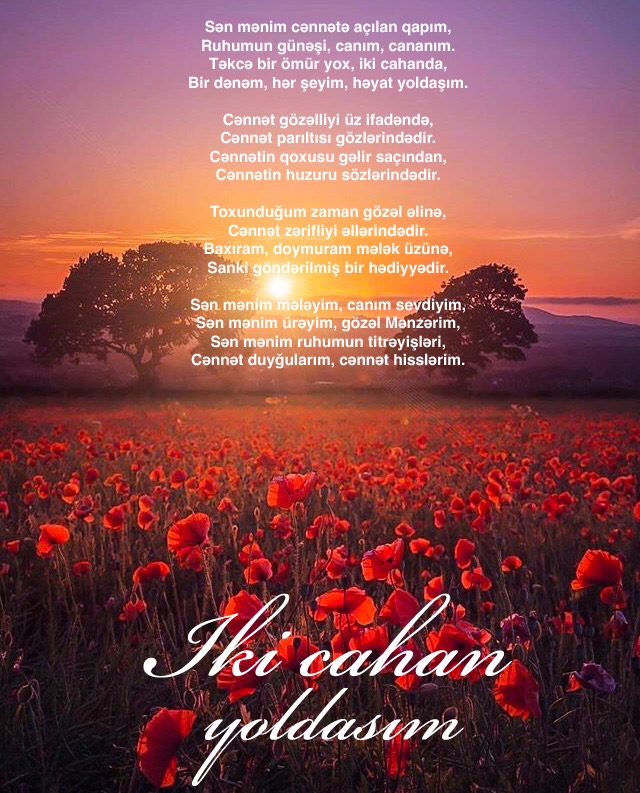 Sən mənim cənnətə açılan qapım,
Ruhumun günəşi, canım, cananım.
Təkcə bir ömür yox, iki cahanda,
Bir dənəm, hər şeyim, həyat yoldaşım.
Cənnət gözəlliyi üz ifadəndə,
Cənnət parıltısı gözlərindədir.
Cənnətin qoxusu gəlir saçından,
Cənnətin huzuru sözlərindədir.
Toxunduğum zaman gözəl əlinə,
Cənnət zərifliyi əllərindədir.
Baxıram, doymuram mələk üzünə,
Sanki göndərilmiş bir hədiyyədir.
Sən mənim mələyim, canım sevdiyim,
Sən mənim ürəyim, gözəl Mənzərim,
Sən mənim ruhumun titrəyişləri,
Cənnət duyğularım, cənnət hisslərim.
Iki cahan
yoldasım